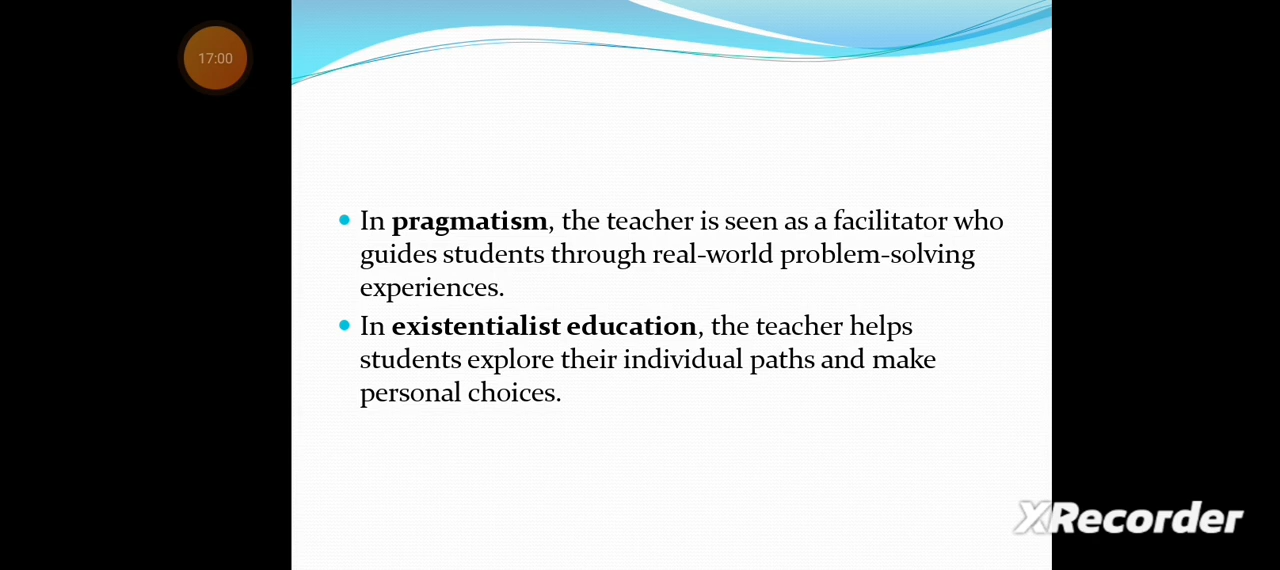 17:00
In pragmatism, the teacher is seen as a facilitator who
guides students through real-world problem-solving
experiences.
In existentialist education, the teacher helps
students explore their individual paths and make
personal choices.
XRecorder